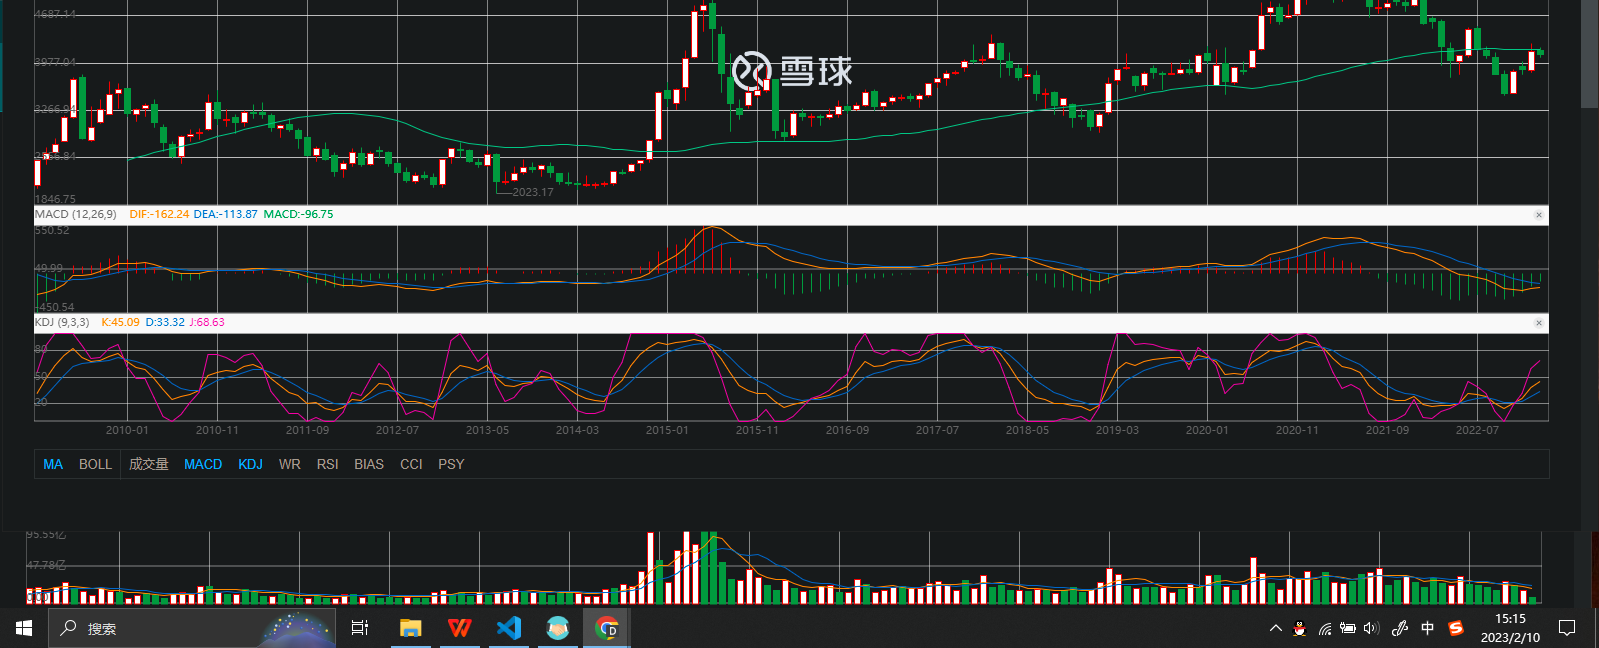 4687.14
3977.04
雪球
3266.94
2556.84
2023.17
1846.75
MACD (12,26,9) DIF:-162.24 DEA:-113.87 MACD:-96.75
550.52
49.99
-450.54
KDJ (9,3,3) K:45.09 D:33.32 J:68.63
80
50
20
2010-01 2010-11 2011-09 2012-07 2013-05 2014-03 2015-01 2015-11 2016-09 2017-07 2018-05 2019-03 2020-01 2020-11 2021-09 2022-07
MA BOLL 成交量 MACD KDJ WR RSI BIAS CCI PSY
95.55亿
47.78亿
搜索
中
15:15
2023/2/10